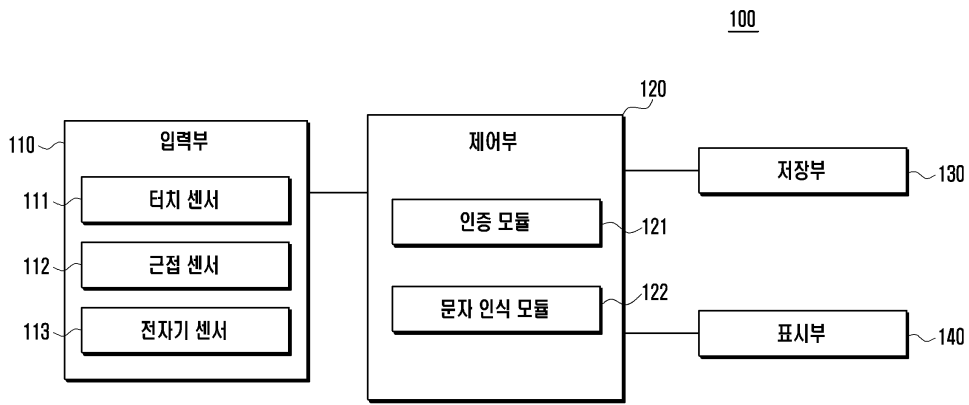 100
120
110
입력부
제어부
111
터치 센서
저장부
130
인증 모듈
121
112
근접 센서
문자 인식 모듈
122
113
전자기 센서
표시부
140